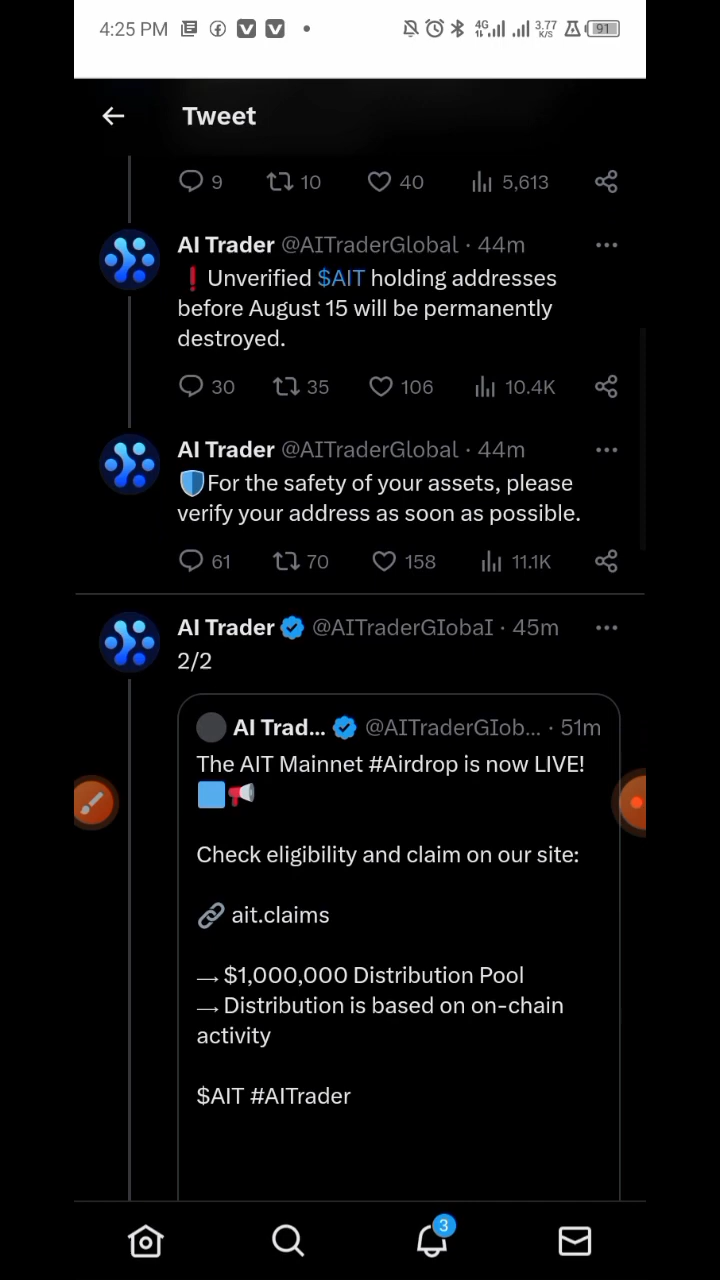 4:25 PM
4G
3.77
K/S
91
Tweet
9 10 40 5,613
AI Trader @AITraderGlobal · 44m
❗ Unverified $AIT holding addresses
before August 15 will be permanently
destroyed.
30 35 106 10.4K
AI Trader @AITraderGlobal · 44m
🛡️For the safety of your assets, please
verify your address as soon as possible.
61 70 158 11.1K
AI Trader @AITraderGIobaI · 45m
2/2
AI Trad... @AITraderGIob... · 51m
The AIT Mainnet #Airdrop is now LIVE!
🟦📢
Check eligibility and claim on our site:
🔗 ait.claims
→ $1,000,000 Distribution Pool
→ Distribution is based on on-chain
activity
$AIT #AITrader
3